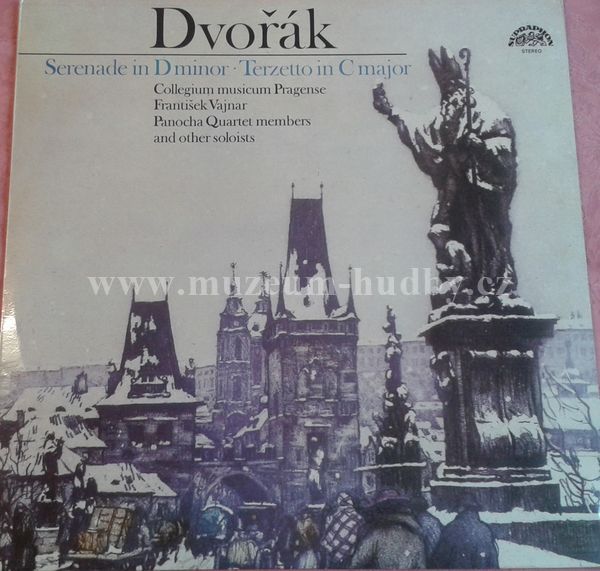 Dvořák
SUPRAPHON
STEREO
Serenade in D minor · Terzetto in C major
Collegium musicum Pragense
František Vajnar
Panocha Quartet members
and other soloists
www.muzeum-hudby.cz